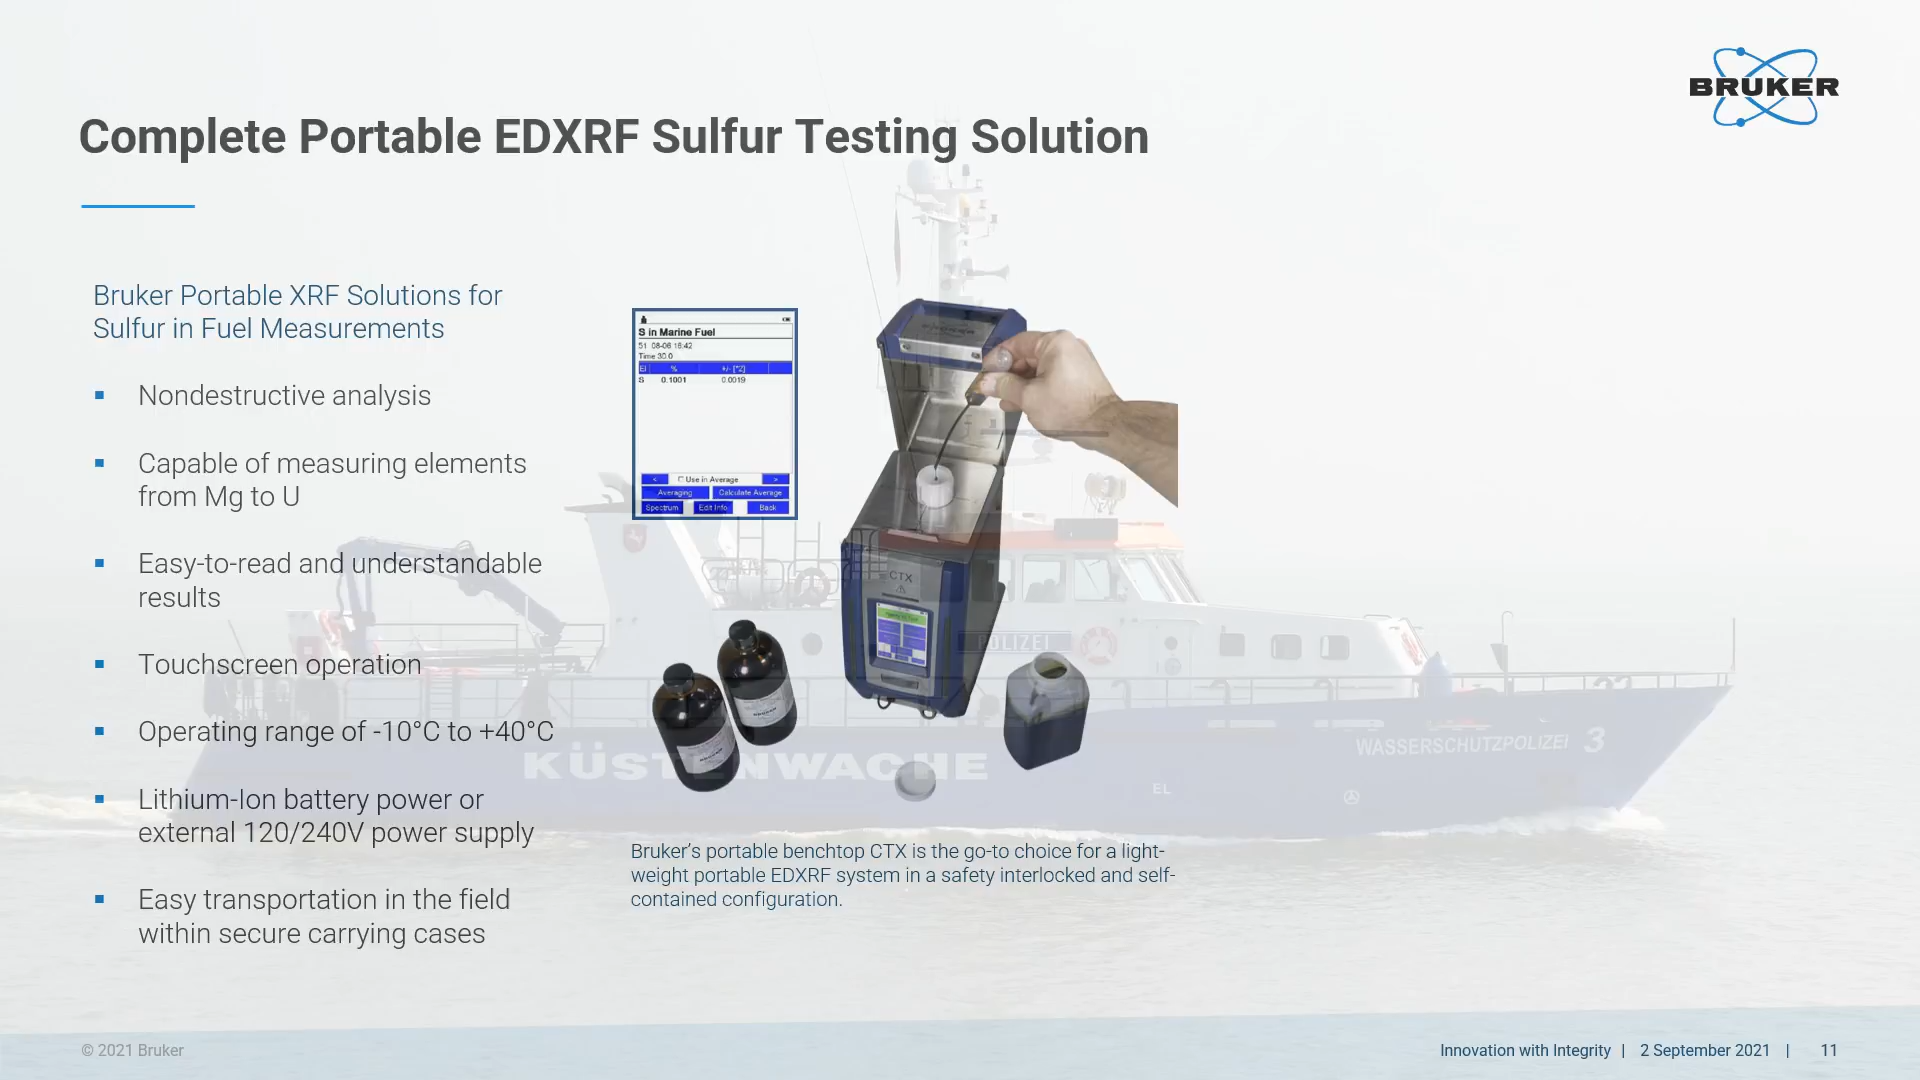 BRUKER
Complete Portable EDXRF Sulfur Testing Solution
Bruker Portable XRF Solutions for
Sulfur in Fuel Measurements
▪ Nondestructive analysis
▪ Capable of measuring elements
from Mg to U
▪ Easy-to-read and understandable
results
▪ Touchscreen operation
▪ Operating range of -10°C to +40°C
▪ Lithium-Ion battery power or
external 120/240V power supply
▪ Easy transportation in the field
within secure carrying cases
S in Marine Fuel
51 08-06 16:42
Time 30.0
El % +/- [*2]
S 0.1001 0.0019
< Use in Average >
Averaging Calculate Average
Spectrum Edit Info Back
CTX
POLIZEI
BRUKER
BRUKER
KÜSTENWACHE
WASSERSCHUTZPOLIZEI 3
EL
Bruker’s portable benchtop CTX is the go-to choice for a light-
weight portable EDXRF system in a safety interlocked and self-
contained configuration.
© 2021 Bruker
Innovation with Integrity | 2 September 2021 | 11